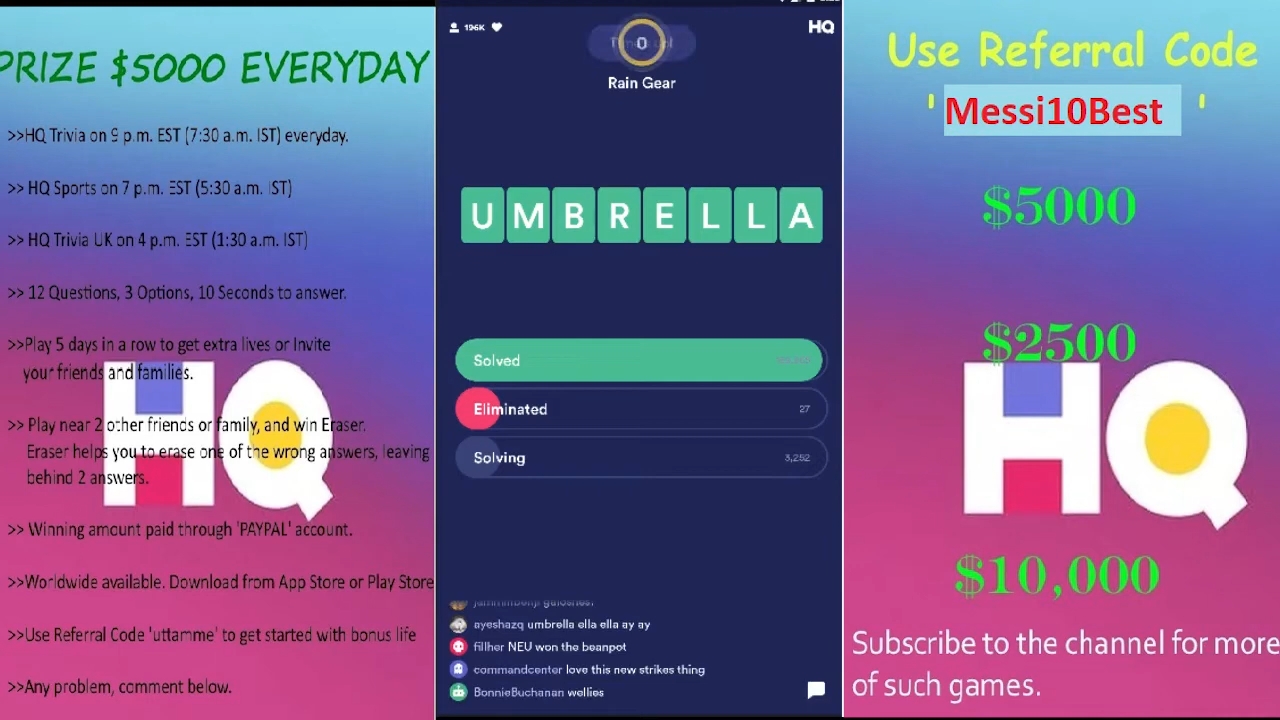 PRIZE $5000 EVERYDAY
>>HQ Trivia on 9 p.m. EST (7:30 a.m. IST) everyday.
>> HQ Sports on 7 p.m. EST (5:30 a.m. IST)
>> HQ Trivia UK on 4 p.m. EST (1:30 a.m. IST)
>> 12 Questions, 3 Options, 10 Seconds to answer.
>>Play 5 days in a row to get extra lives or Invite
your friends and families.
>> Play near 2 other friends or family, and win Eraser.
Eraser helps you to erase one of the wrong answers, leaving
behind 2 answers.
HQ
>> Winning amount paid through 'PAYPAL' account.
>>Worldwide available. Download from App Store or Play Store
>>Use Referral Code 'uttamme' to get started with bonus life
>>Any problem, comment below.
196K
HQ
0
Rain Gear
UMBRELLA
Solved
Eliminated 27
Solving 3,252
ayeshazq umbrella ella ella ay ay
fillher NEU won the beanpot
commandcenter love this new strikes thing
BonnieBuchanan wellies
Use Referral Code
' Messi10Best '
$5000
$2500
HQ
$10,000
Subscribe to the channel for more
of such games.